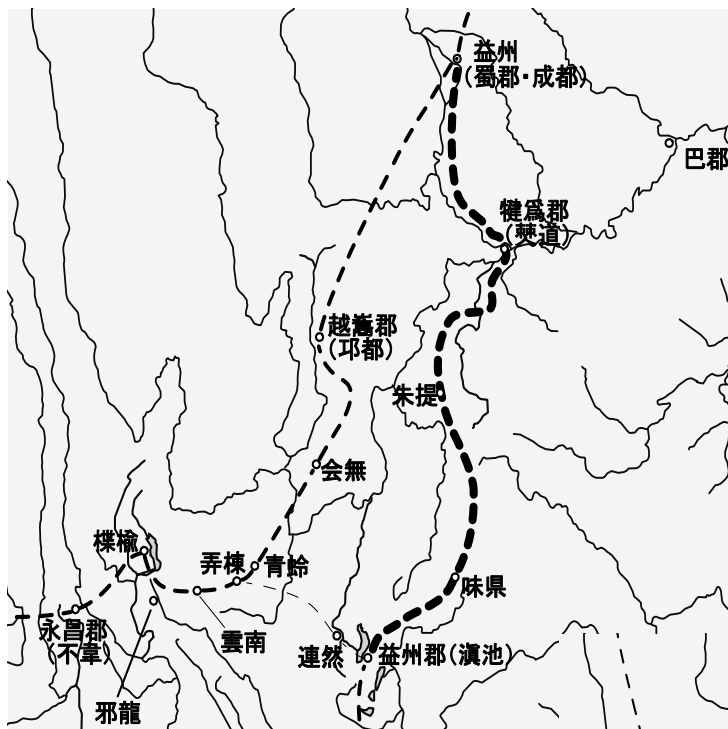 益州
(蜀郡・成都)
巴郡
犍爲郡
(僰道)
越嶲郡
(邛都)
朱提
会無
楪楡
弄棟
青蛉
味県
永昌郡
(不韋)
雲南
連然
益州郡(滇池)
邪龍